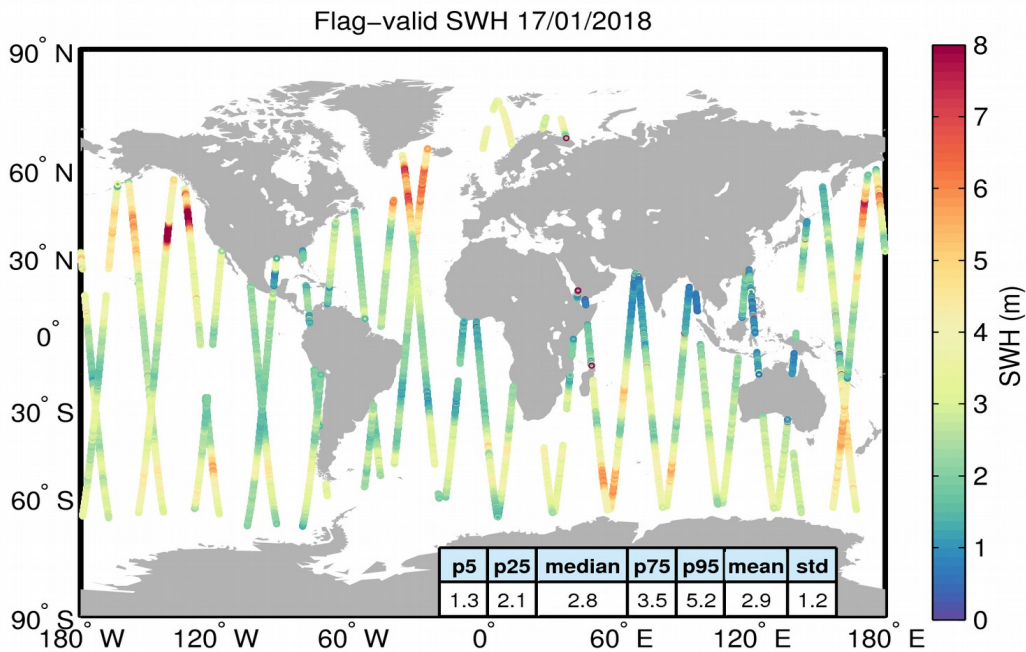 Flag−valid SWH 17/01/2018
90° N
60° N
30° N
0°
30° S
60° S
90° S
180° W
120° W
60° W
0°
60° E
120° E
180° E
p5 p25 median p75 p95 mean std
1.3 2.1 2.8 3.5 5.2 2.9 1.2
8
7
6
5
4
3
2
1
0
SWH (m)